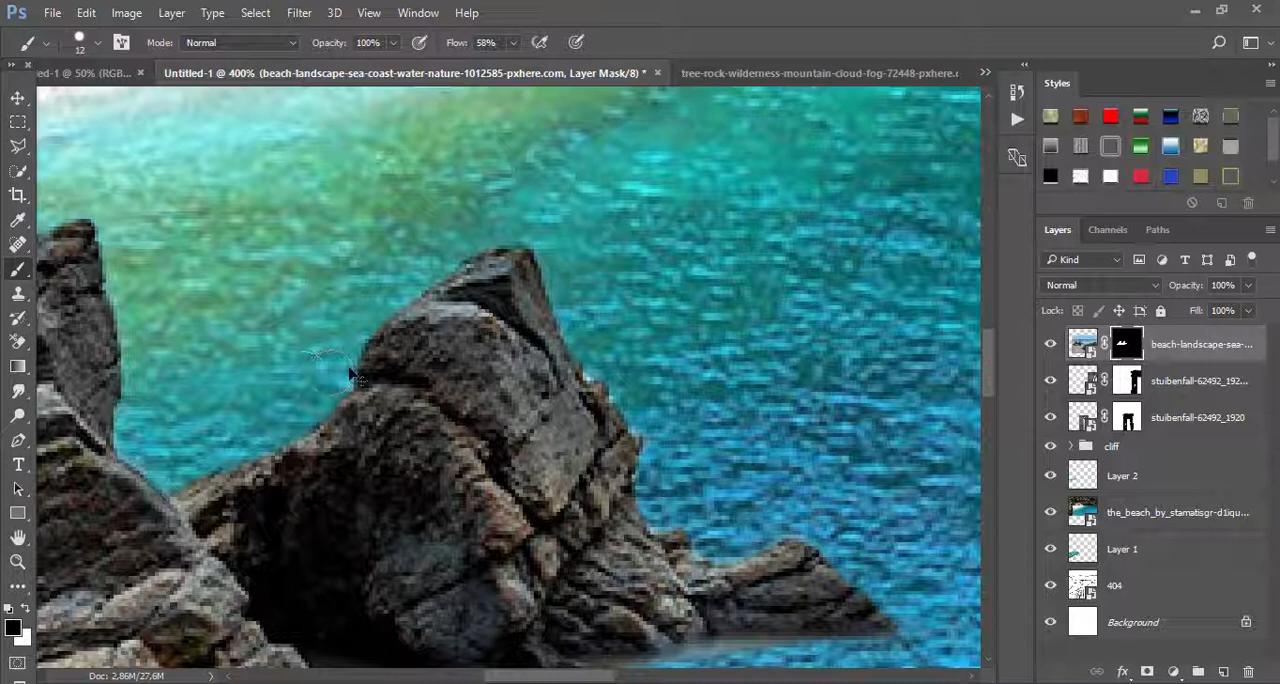 Ps File Edit Image Layer Type Select Filter 3D View Window Help
12 Mode: Normal Opacity: 100% Flow: 58%
ed-1 @ 50% (RGB... × Untitled-1 @ 400% (beach-landscape-sea-coast-water-nature-1012585-pxhere.com, Layer Mask/8) * × tree-rock-wilderness-mountain-cloud-fog-72448-pxhere.c
Styles
Layers Channels Paths
Kind
Normal Opacity: 100%
Lock: Fill: 100%
beach-landscape-sea-...
stuibenfall-62492_192...
stuibenfall-62492_1920
cliff
Layer 2
the_beach_by_stamatisgr-d1iqu...
Layer 1
404
Background
Doc: 2,86M/27,6M